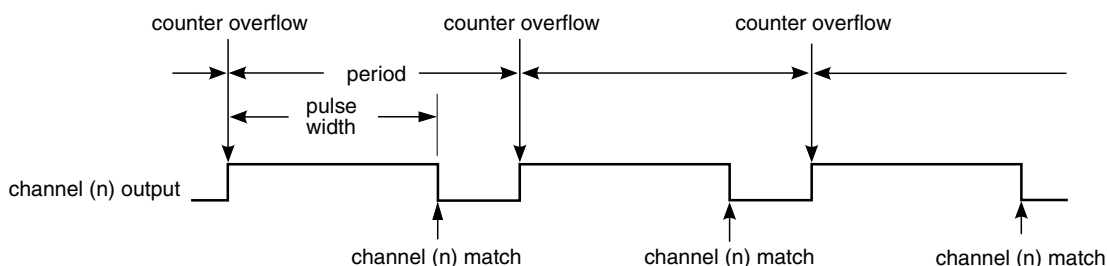 counter overflow counter overflow counter overflow
period
pulse
width
channel (n) output
channel (n) match channel (n) match channel (n) match